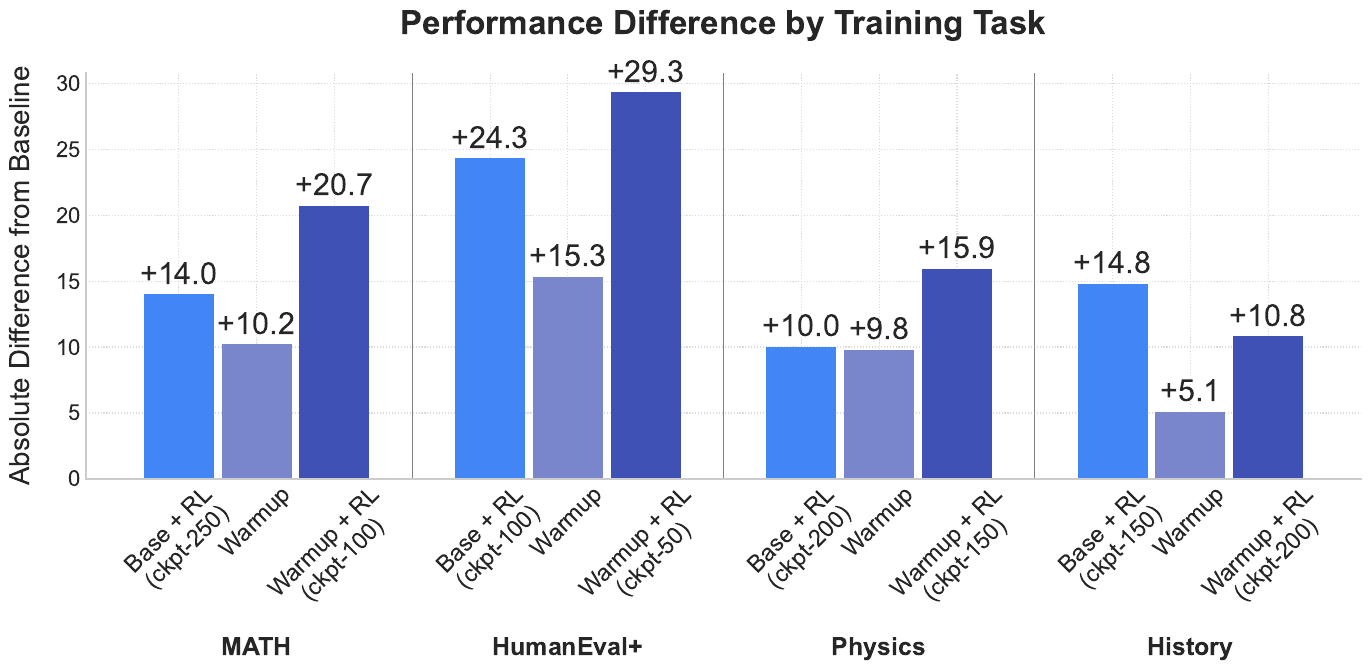 Performance Difference by Training Task
Absolute Difference from Baseline
30
25
20
15
10
5
0
+14.0
+10.2
+20.7
+24.3
+15.3
+29.3
+10.0
+9.8
+15.9
+14.8
+5.1
+10.8
Base + RL
(ckpt-250)
Warmup
Warmup + RL
(ckpt-100)
Base + RL
(ckpt-100)
Warmup
Warmup + RL
(ckpt-50)
Base + RL
(ckpt-200)
Warmup
Warmup + RL
(ckpt-150)
Base + RL
(ckpt-150)
Warmup
Warmup + RL
(ckpt-200)
MATH
HumanEval+
Physics
History